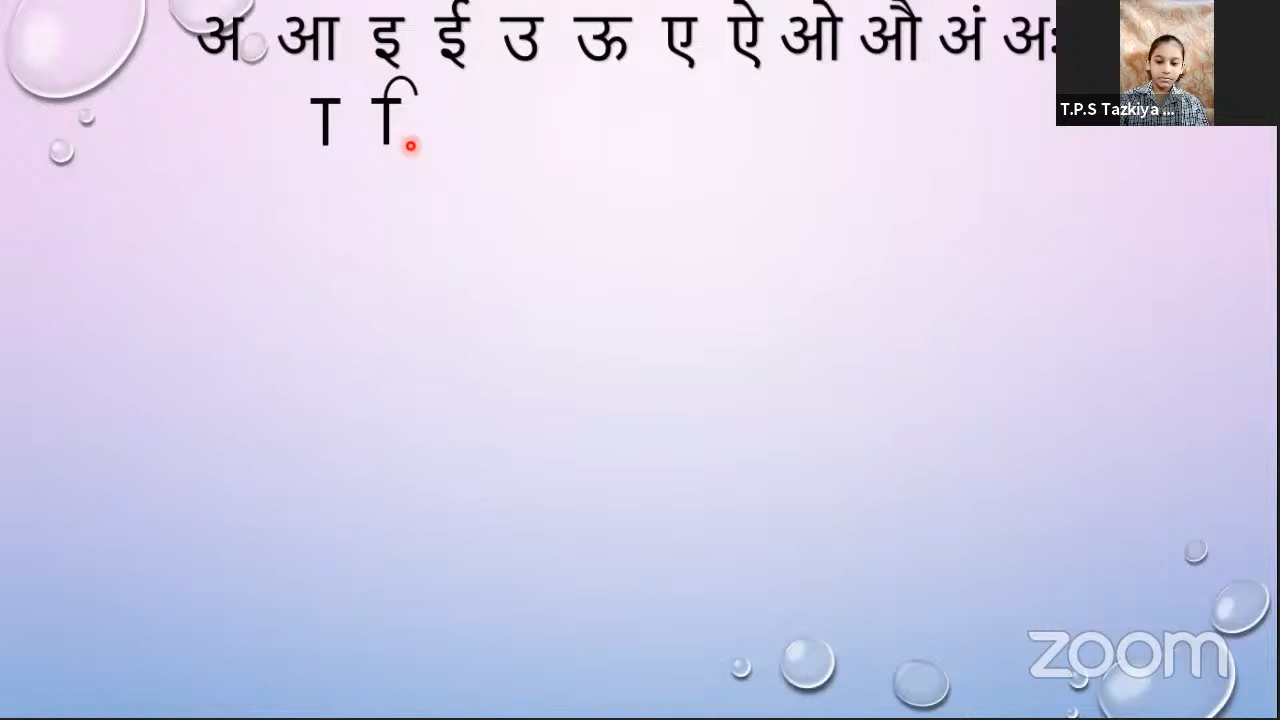 अ आ इ ई उ ऊ ए ऐ ओ औ अं अः
ा ि
T.P.S Tazkiya ...
zoom